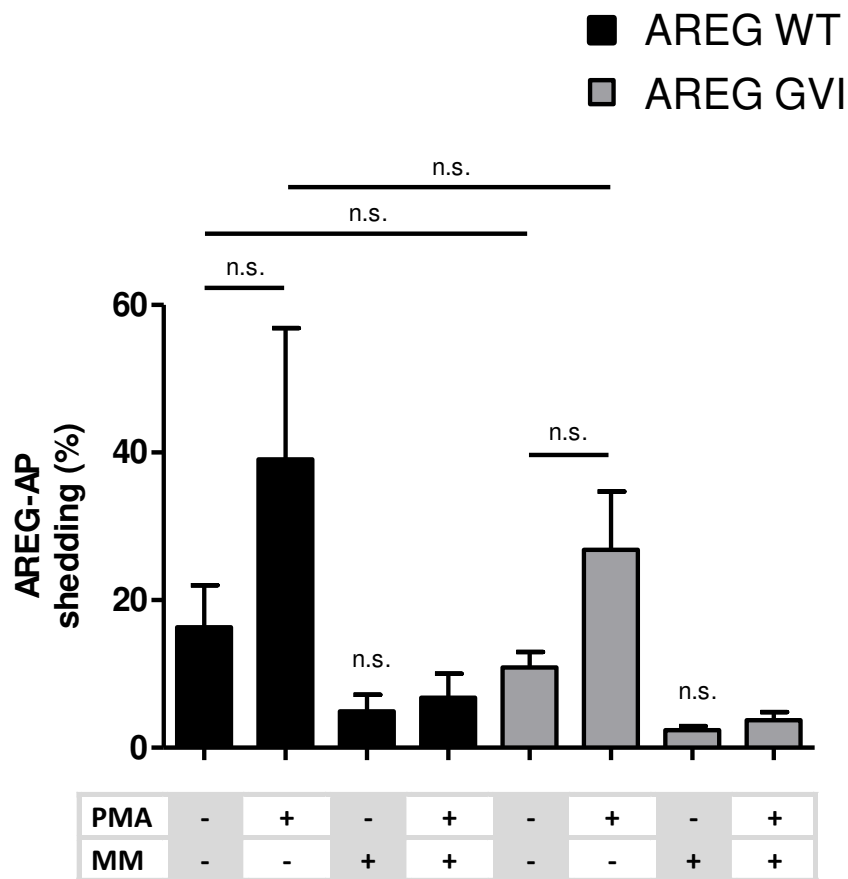 AREG WT
AREG GVI
n.s.
n.s.
n.s.
60
n.s.
40
AREG-AP
shedding (%)
20
n.s.
n.s.
0
PMA - + - + - + - +
MM - - + + - - + +